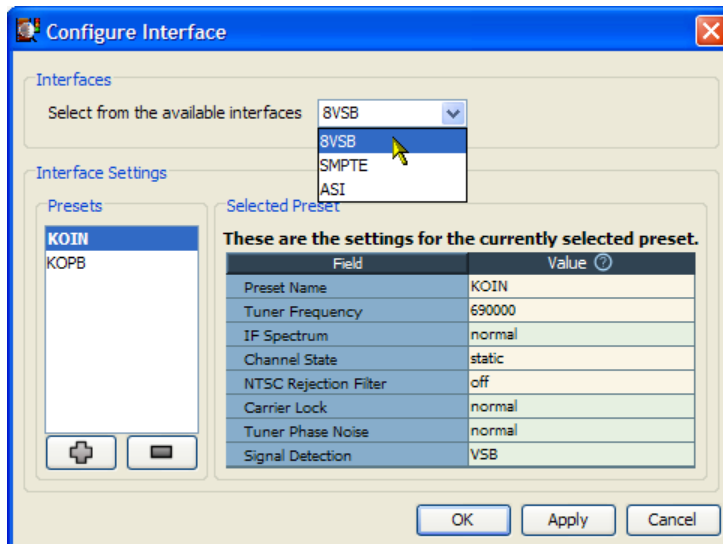 Configure Interface
Interfaces
Select from the available interfaces 8VSB
8VSB
SMPTE
ASI
Interface Settings
Presets
KOIN
KOPB
Selected Preset
These are the settings for the currently selected preset.
Field Value ?
Preset Name KOIN
Tuner Frequency 690000
IF Spectrum normal
Channel State static
NTSC Rejection Filter off
Carrier Lock normal
Tuner Phase Noise normal
Signal Detection VSB
OK Apply Cancel